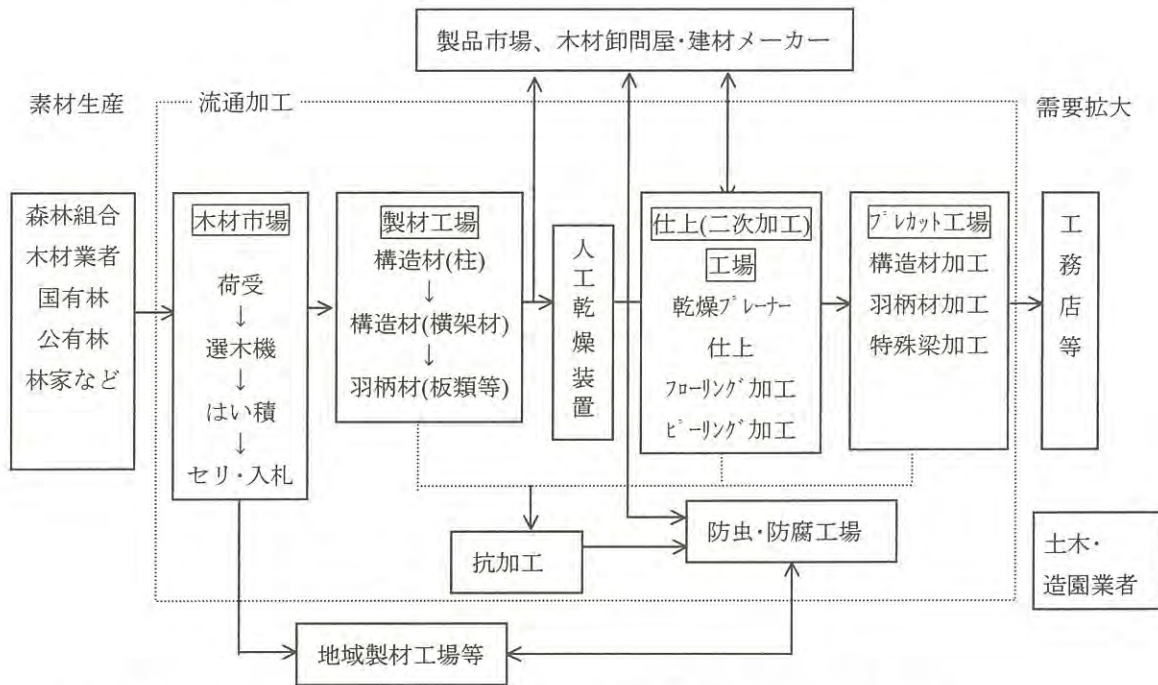 製品市場、木材卸問屋・建材メーカー
素材生産
流通加工
需要拡大
森林組合
木材業者
国有林
公有林
林家など
木材市場
荷受
↓
選木機
↓
はい積
↓
セリ・入札
製材工場
構造材(柱)
↓
構造材(横架材)
↓
羽柄材(板類等)
人工乾燥装置
仕上(二次加工)
工場
乾燥プレーナー
仕上
フローリング加工
ピーリング加工
プレカット工場
構造材加工
羽柄材加工
特殊梁加工
工務店等
抗加工
防虫・防腐工場
土木・
造園業者
地域製材工場等